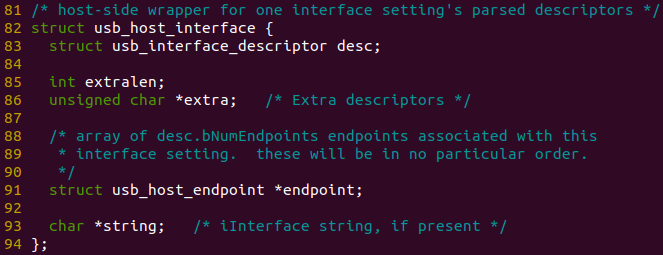 81 /* host-side wrapper for one interface setting's parsed descriptors */
82 struct usb_host_interface {
83   struct usb_interface_descriptor desc;
84
85   int extralen;
86   unsigned char *extra;   /* Extra descriptors */
87
88   /* array of desc.bNumEndpoints endpoints associated with this
89    * interface setting.  these will be in no particular order.
90    */
91   struct usb_host_endpoint *endpoint;
92
93   char *string;   /* iInterface string, if present */
94 };